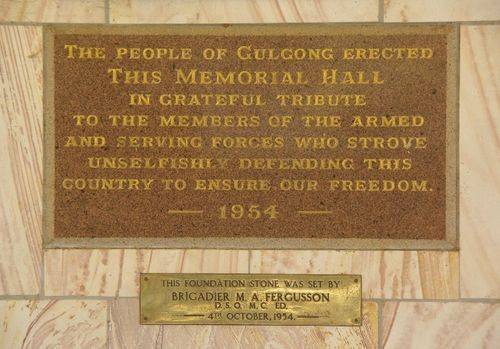 The people of Gulgong erected
This Memorial Hall
in grateful tribute
to the members of the armed
and serving forces who strove
unselfishly defending this
country to ensure our freedom.
— 1954 —
THIS FOUNDATION STONE WAS SET BY
BRIGADIER M. A. FERGUSSON
D.S.O. M.C. ED.
— 4TH OCTOBER, 1954. —